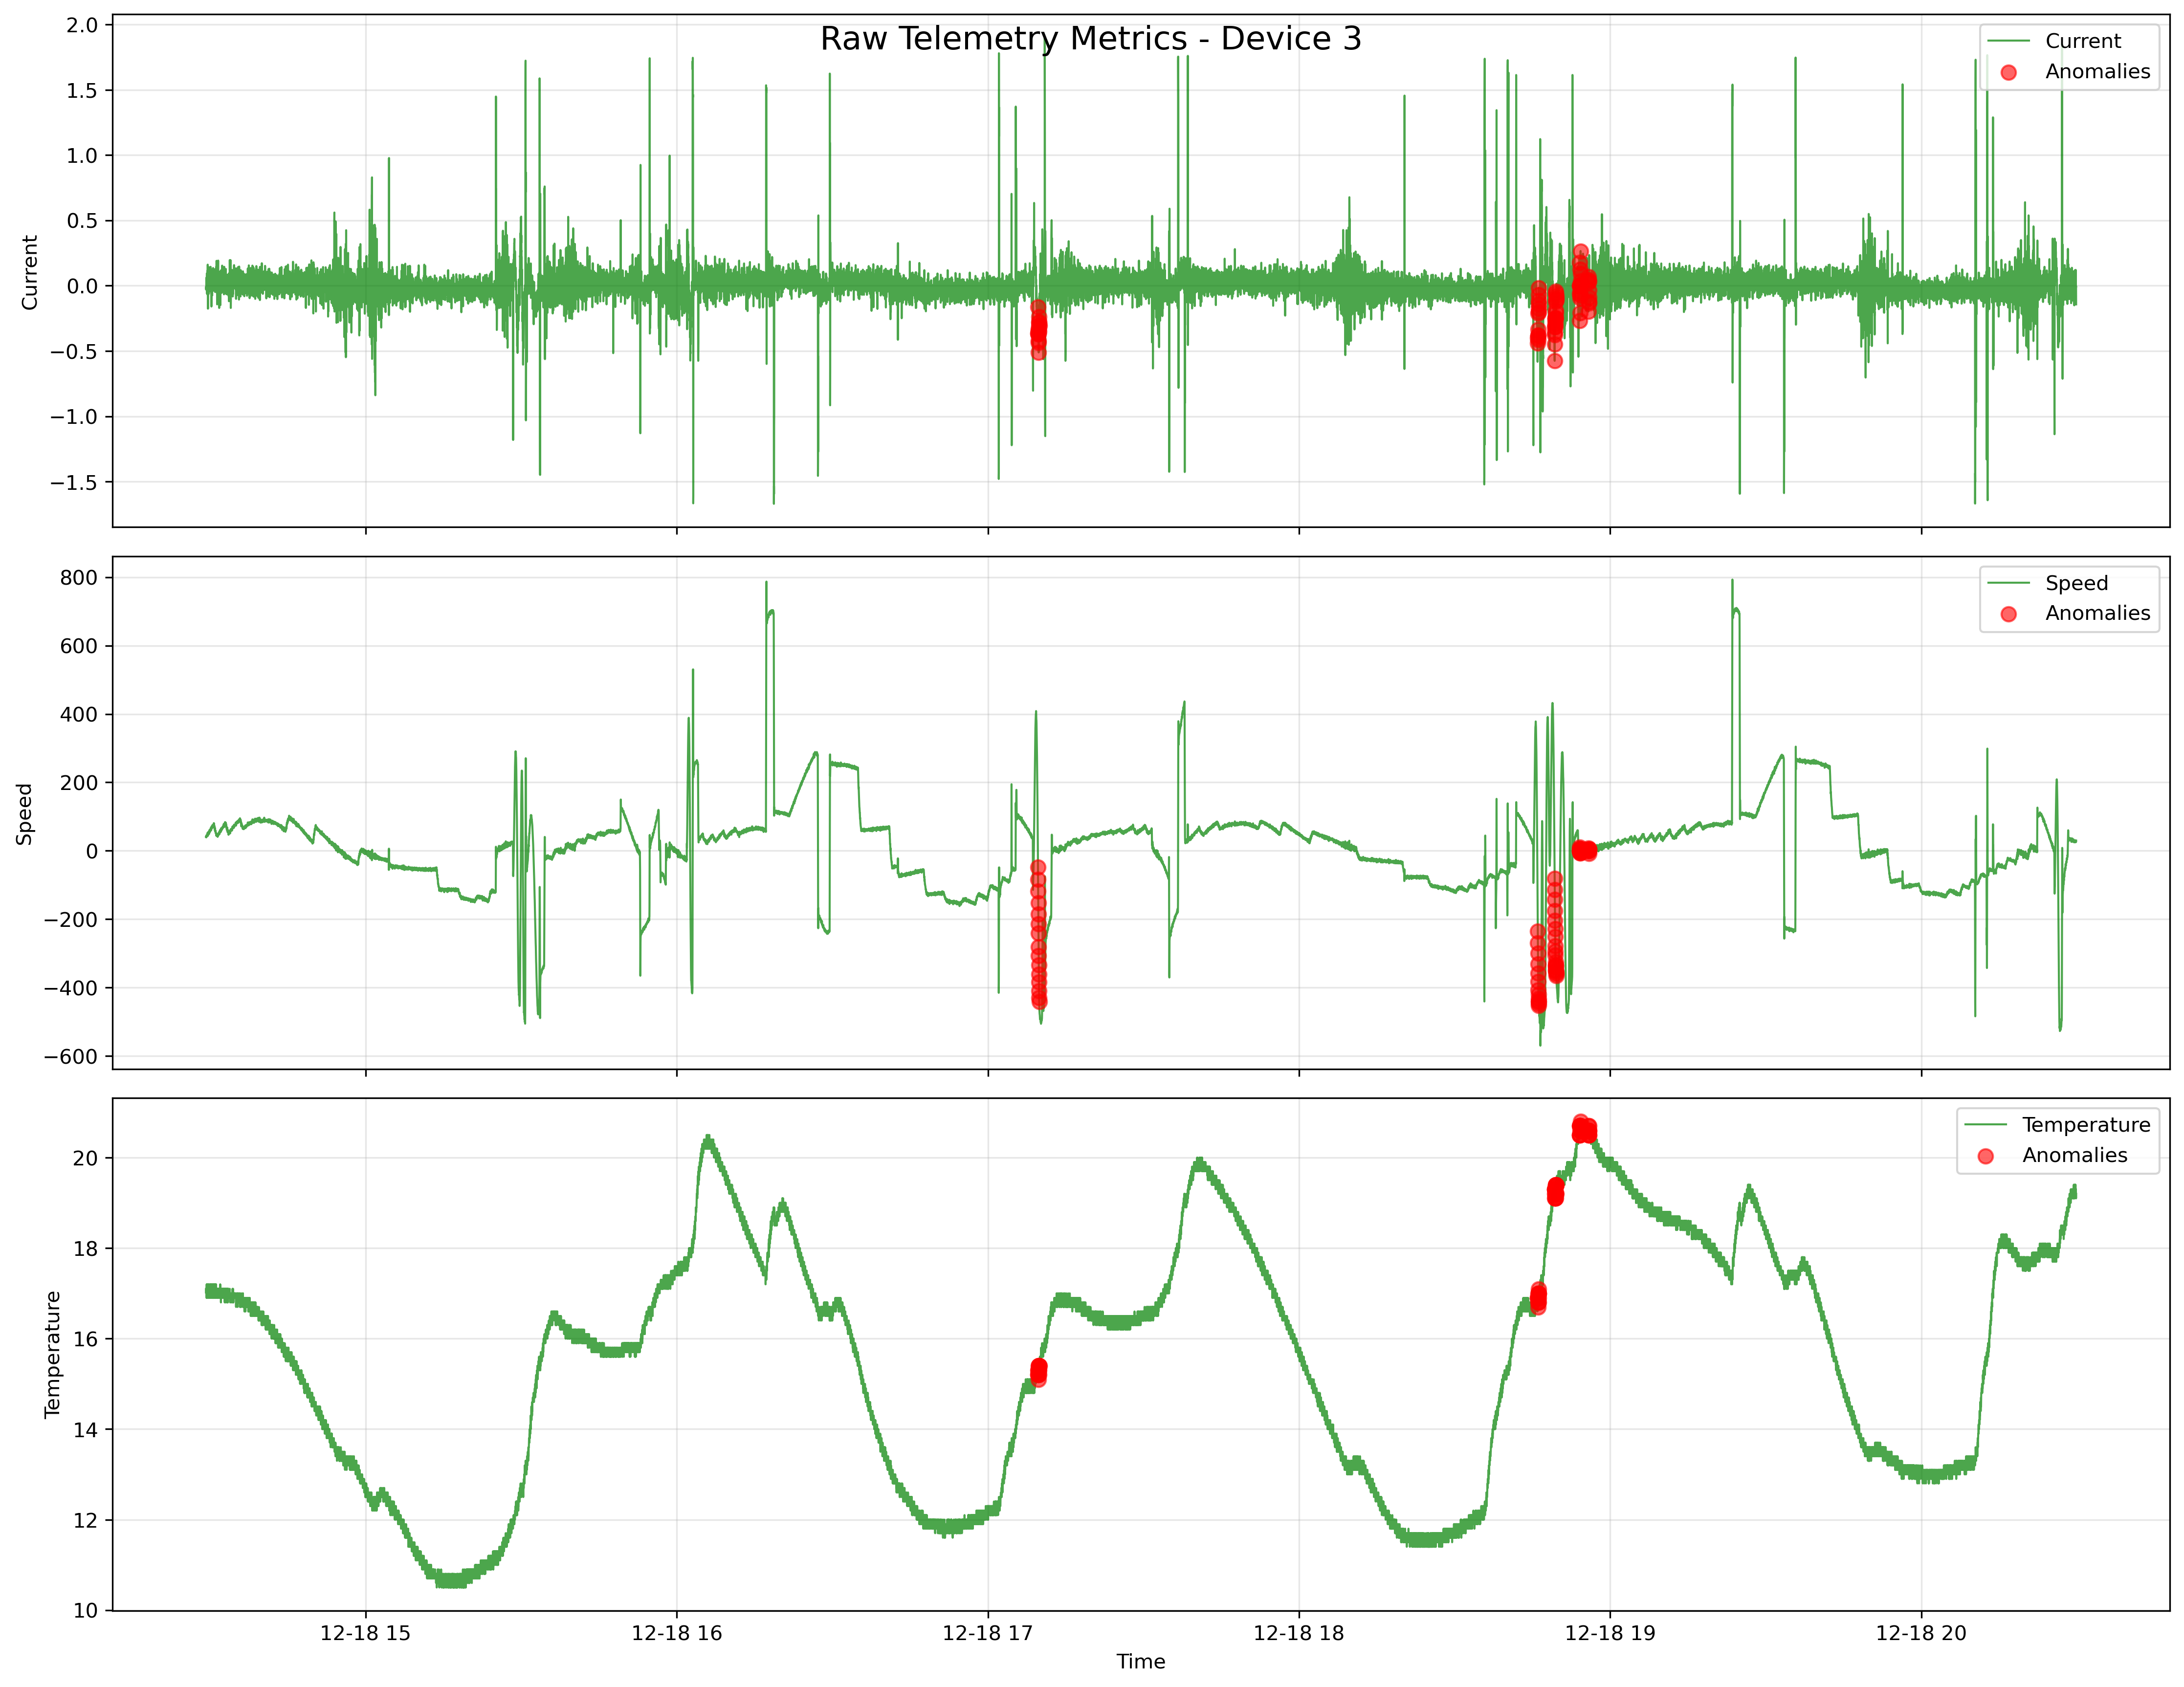 Raw Telemetry Metrics - Device 3
Current
Anomalies
2.0
1.5
1.0
0.5
0.0
−0.5
−1.0
−1.5
Current
Speed
Anomalies
800
600
400
200
0
−200
−400
−600
Speed
Temperature
Anomalies
20
18
16
14
12
10
Temperature
12-18 15
12-18 16
12-18 17
12-18 18
12-18 19
12-18 20
Time